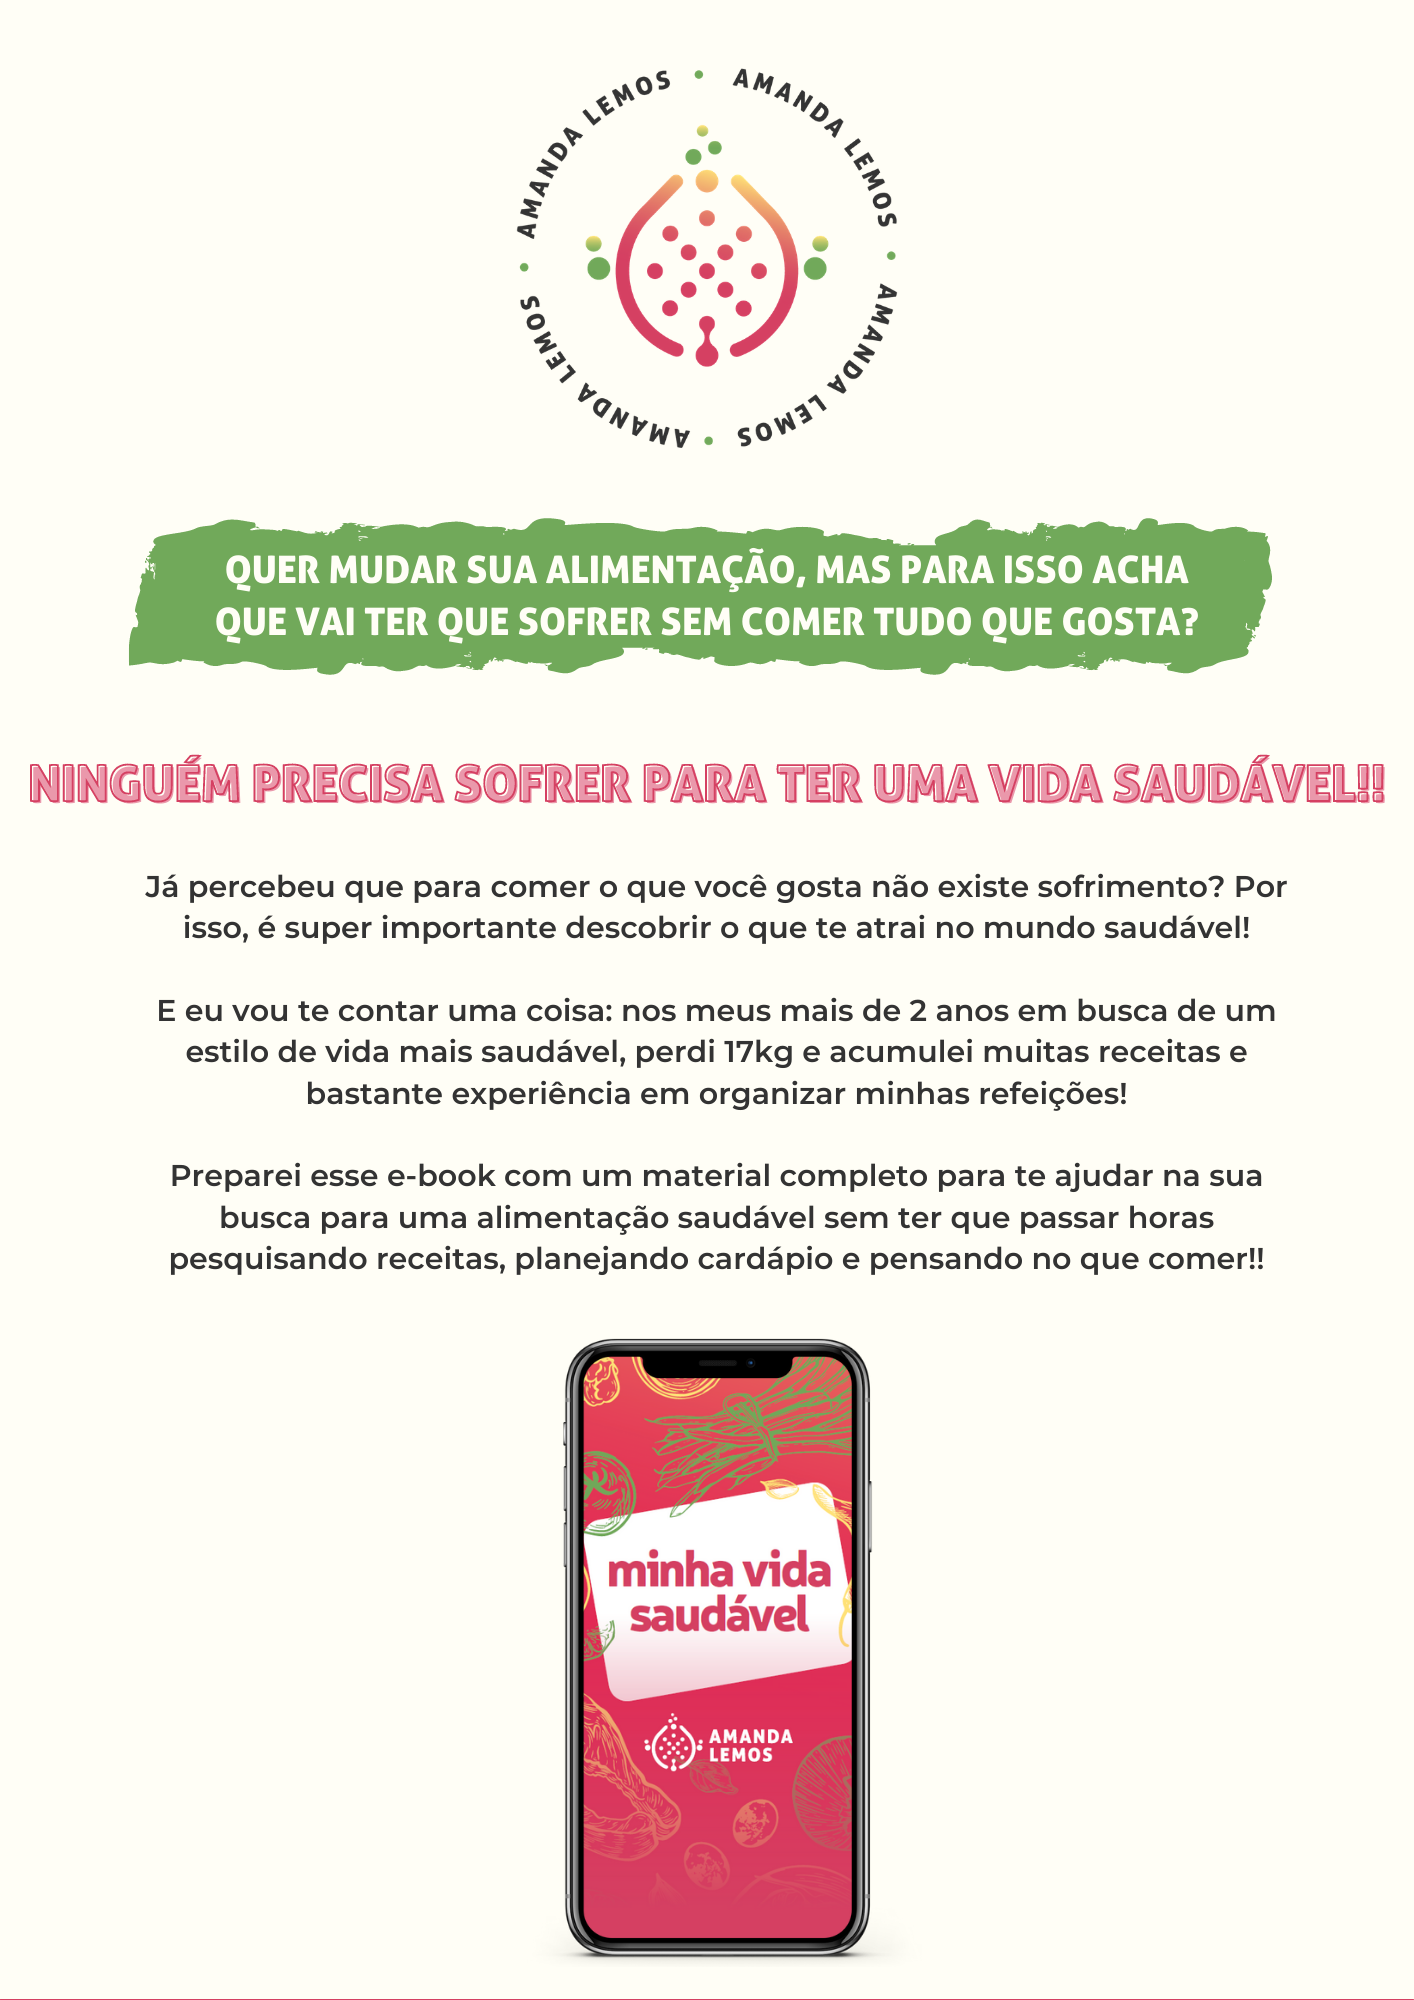 AMANDA LEMOS • AMANDA LEMOS • AMANDA LEMOS • AMANDA LEMOS •
QUER MUDAR SUA ALIMENTAÇÃO, MAS PARA ISSO ACHA
QUE VAI TER QUE SOFRER SEM COMER TUDO QUE GOSTA?
NINGUÉM PRECISA SOFRER PARA TER UMA VIDA SAUDÁVEL!!
Já percebeu que para comer o que você gosta não existe sofrimento? Por
isso, é super importante descobrir o que te atrai no mundo saudável!
E eu vou te contar uma coisa: nos meus mais de 2 anos em busca de um
estilo de vida mais saudável, perdi 17kg e acumulei muitas receitas e
bastante experiência em organizar minhas refeições!
Preparei esse e-book com um material completo para te ajudar na sua
busca para uma alimentação saudável sem ter que passar horas
pesquisando receitas, planejando cardápio e pensando no que comer!!
minha vida
saudável
AMANDA
LEMOS